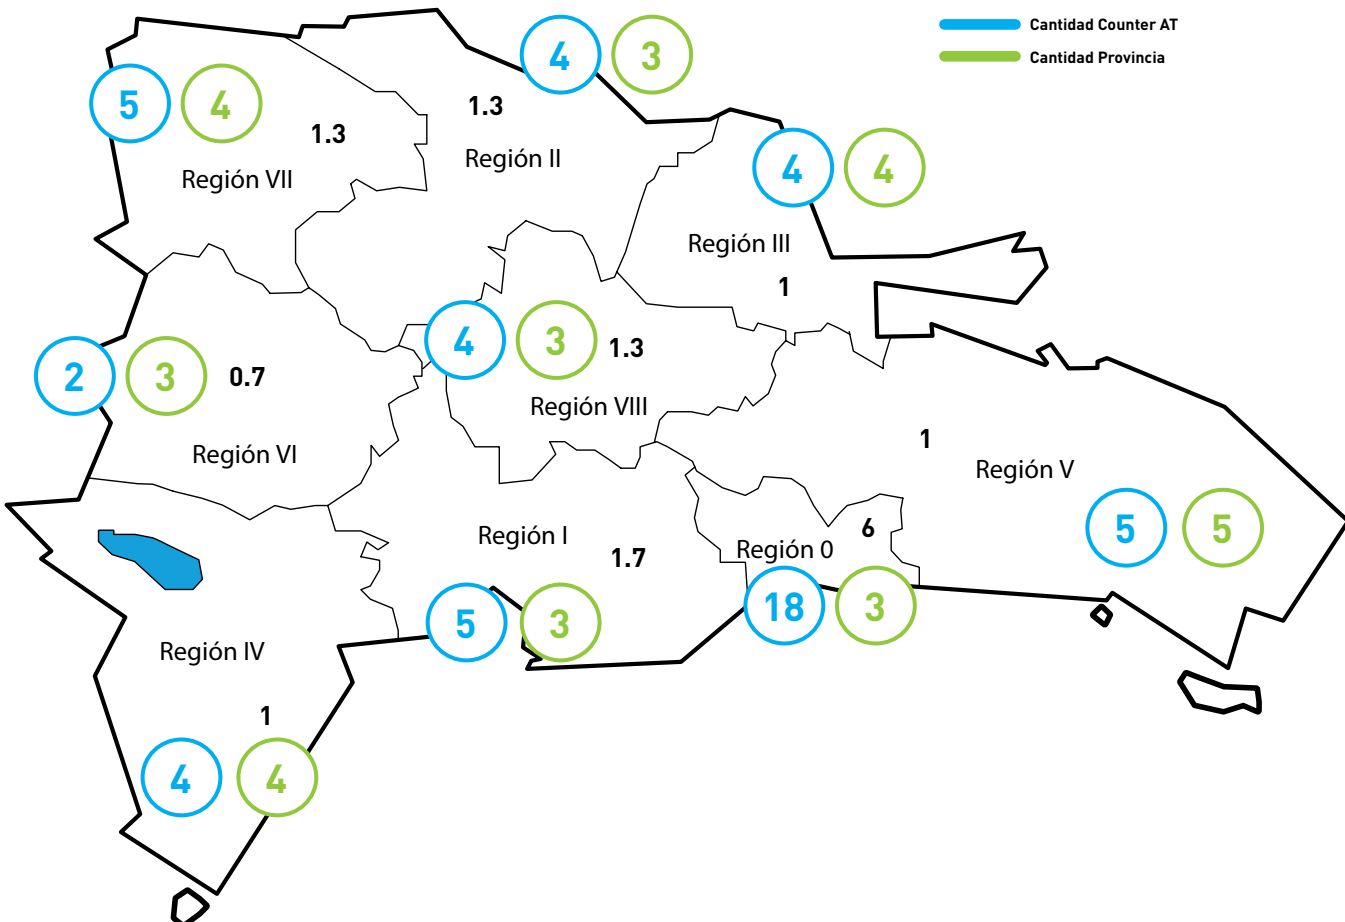 Cantidad Counter AT
Cantidad Provincia
4 3
5 4
1.3
1.3
Región II
Región VII
4 4
Región III
1
4 3
1.3
Región VIII
2 3
0.7
Región VI
1
Región V
5 5
Región I
1.7
6
Región 0
18 3
5 3
Región IV
1
4 4